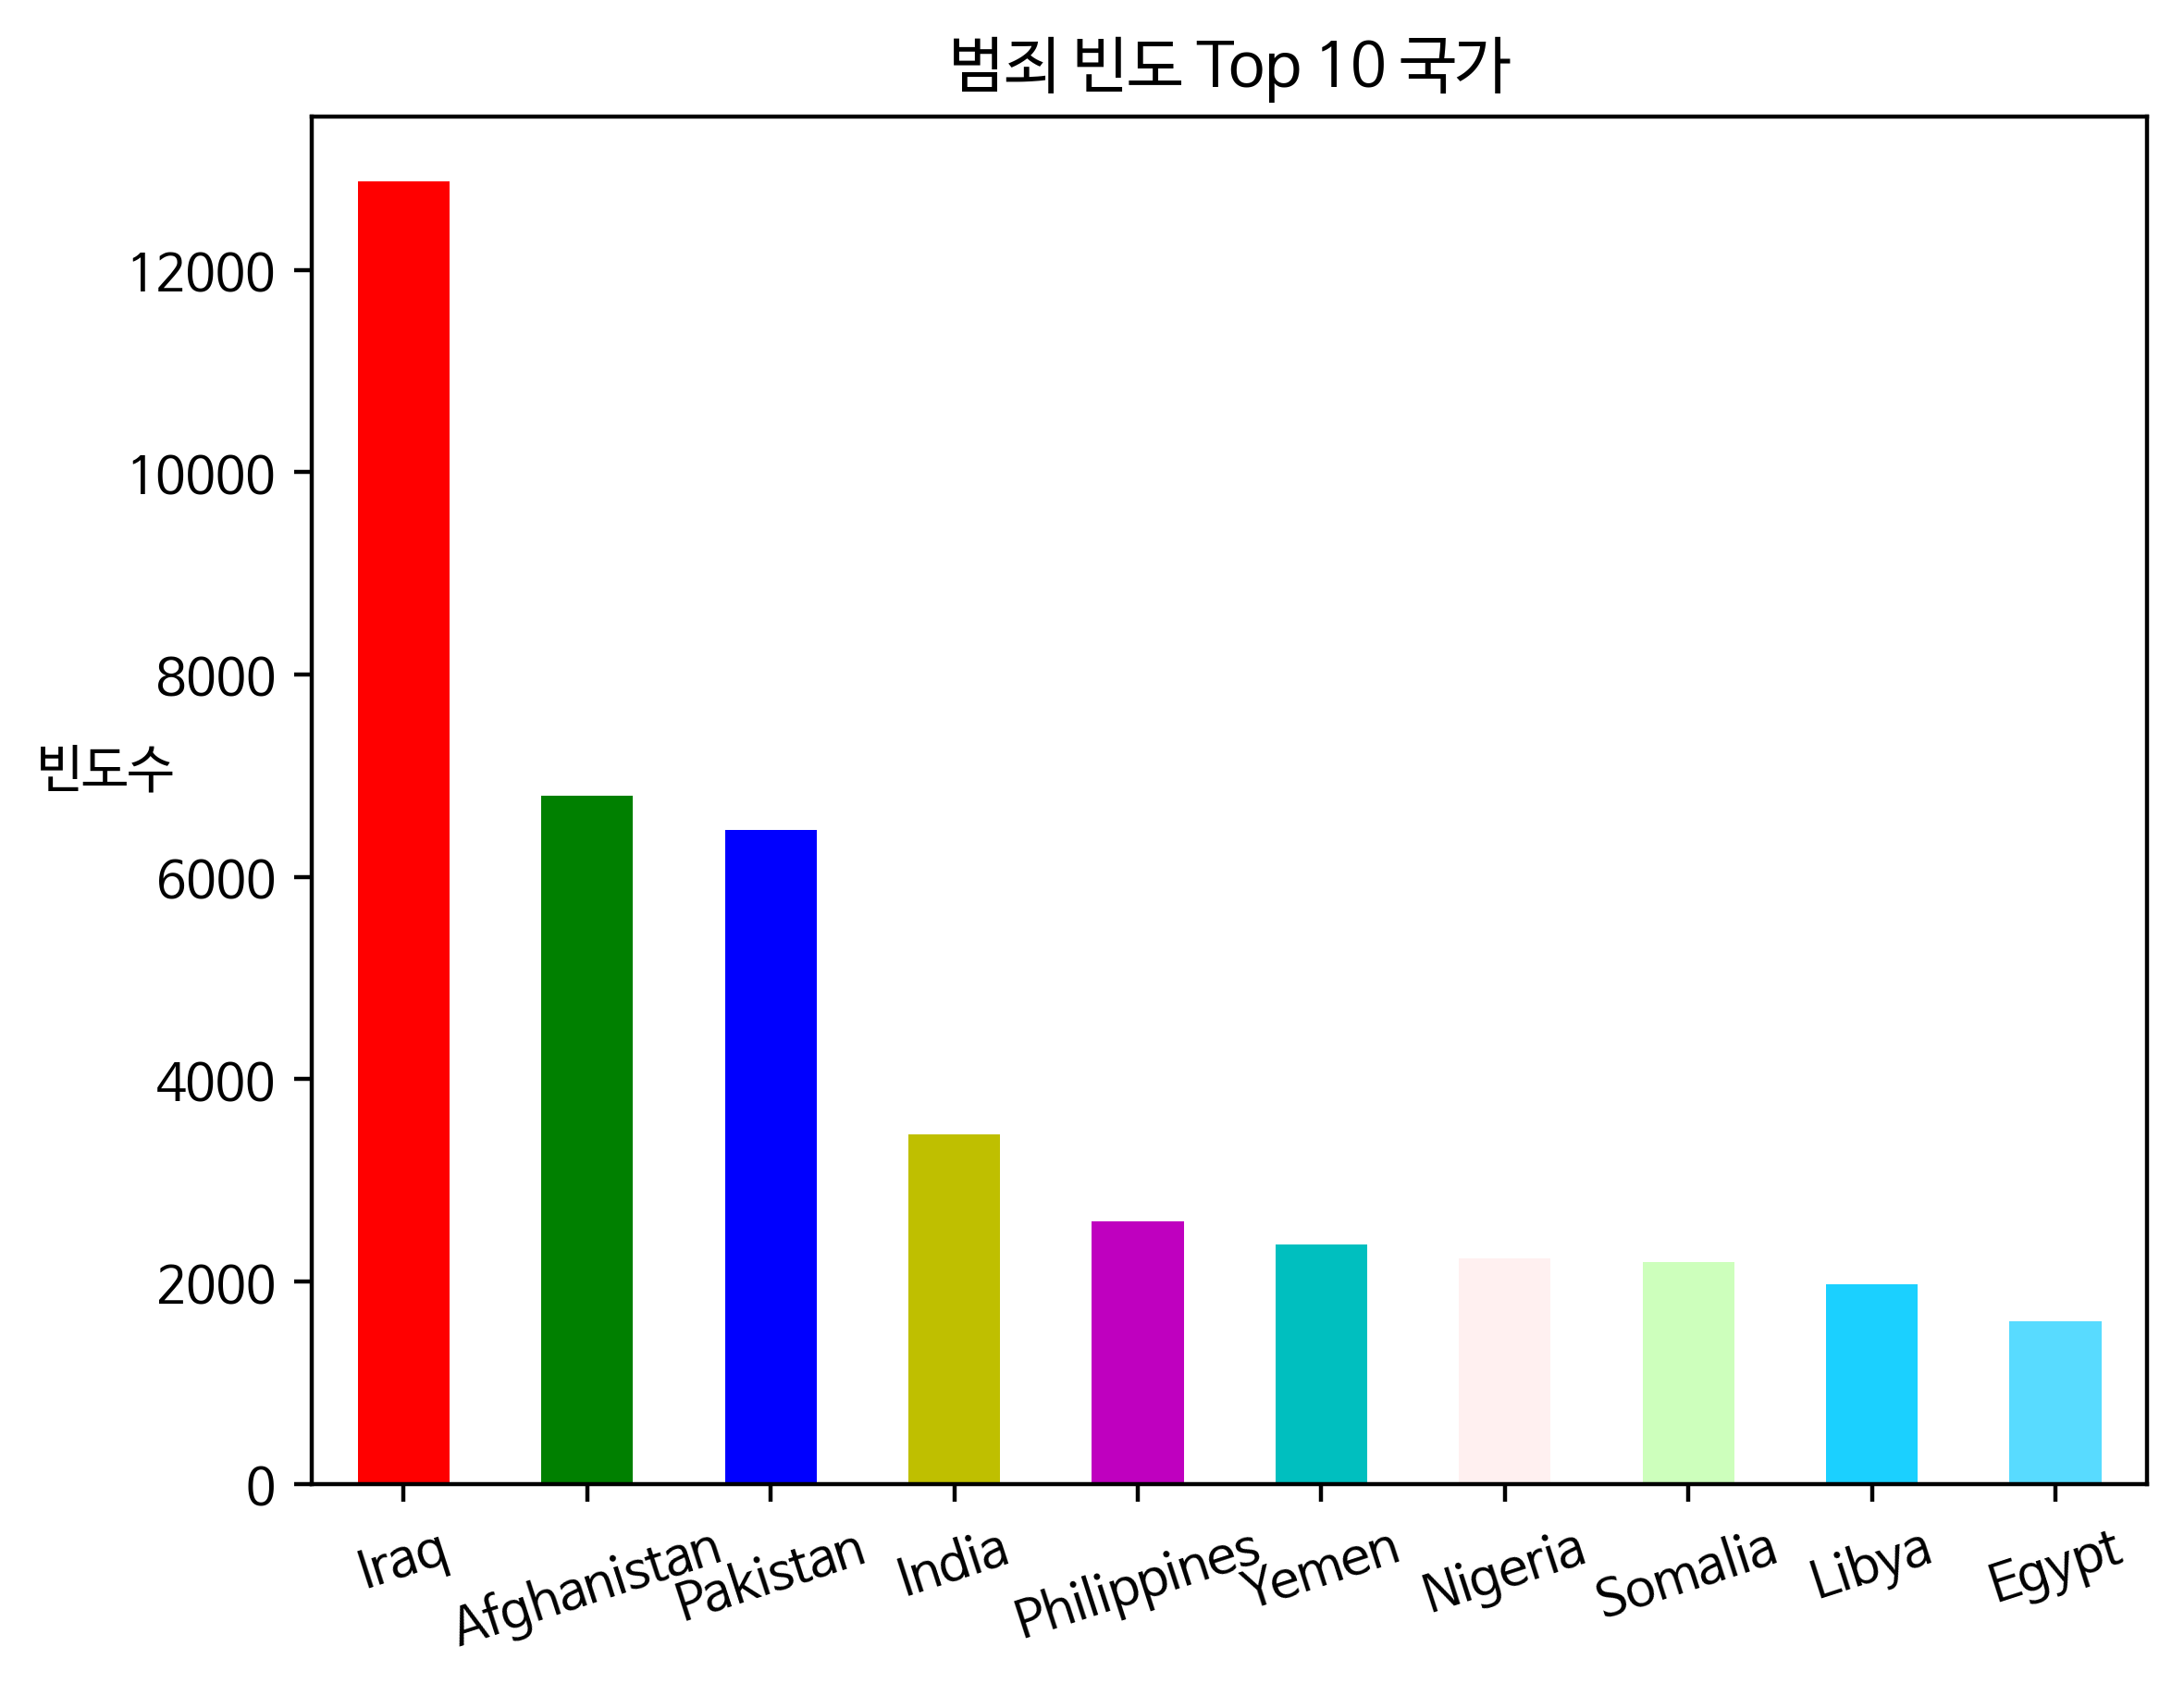 범죄 빈도 Top 10 국가
12000
10000
8000
빈도수
6000
4000
2000
0
Iraq
Afghanistan
Pakistan
India
Philippines
Yemen
Nigeria
Somalia
Libya
Egypt